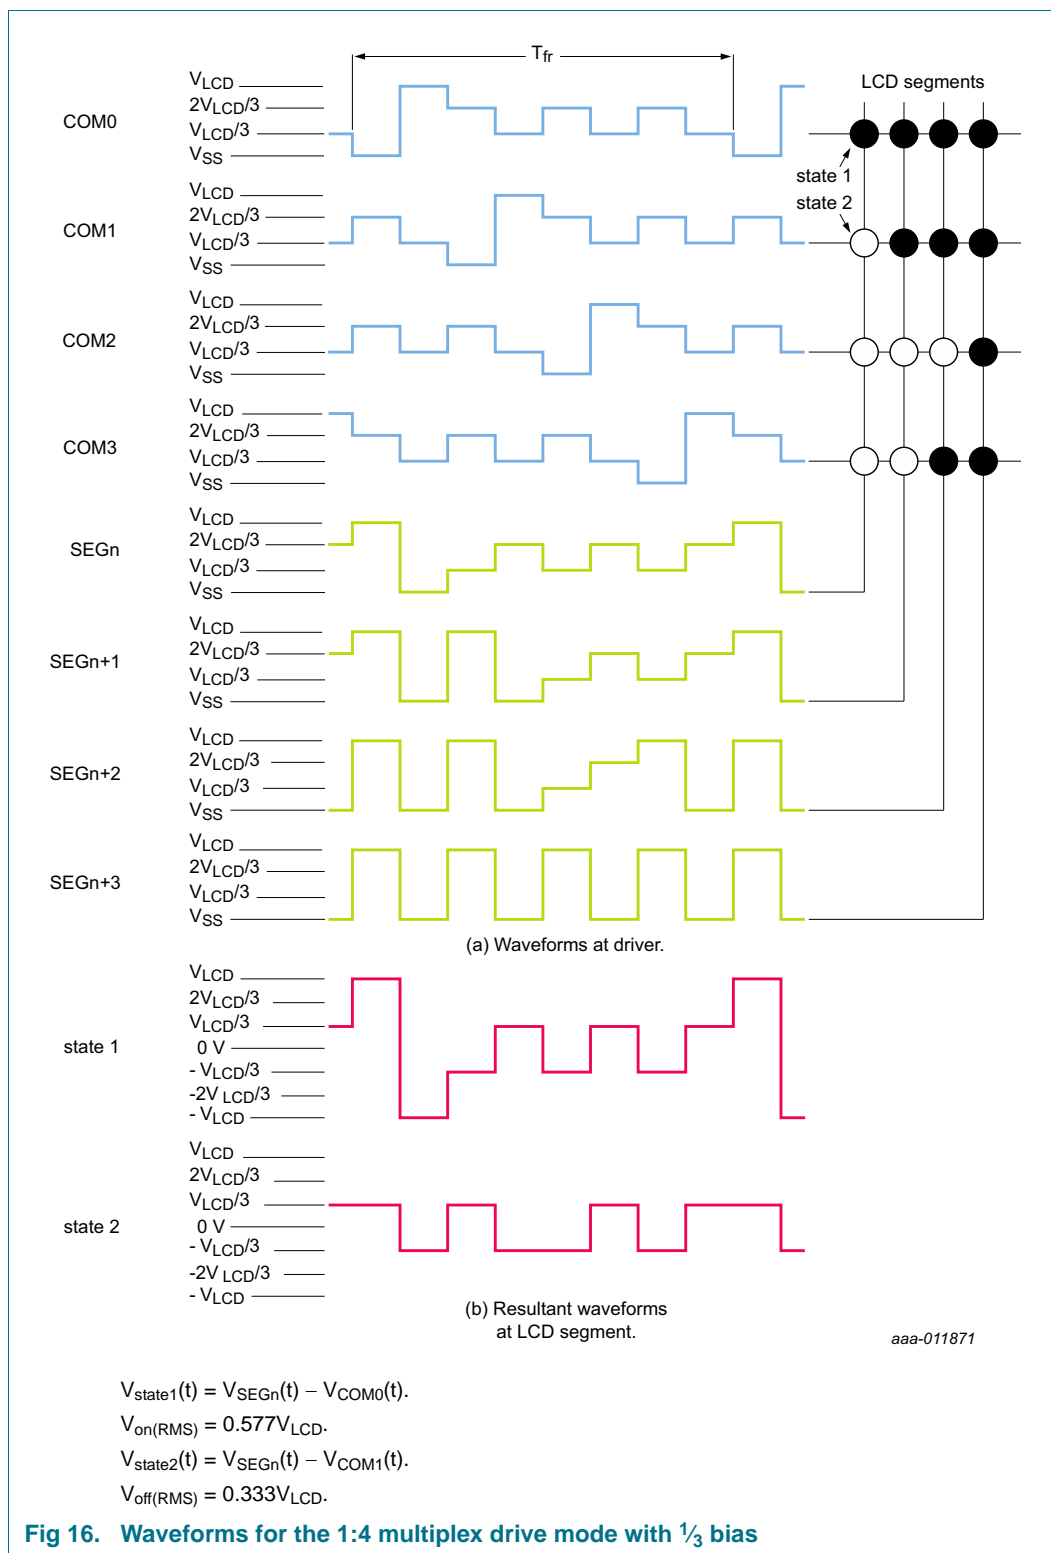 Tfr
VLCD
2VLCD/3
VLCD/3
VSS
COM0
LCD segments
state 1
state 2
VLCD
2VLCD/3
VLCD/3
VSS
COM1
VLCD
2VLCD/3
VLCD/3
VSS
COM2
VLCD
2VLCD/3
VLCD/3
VSS
COM3
VLCD
2VLCD/3
VLCD/3
VSS
SEGn
VLCD
2VLCD/3
VLCD/3
VSS
SEGn+1
VLCD
2VLCD/3
VLCD/3
VSS
SEGn+2
VLCD
2VLCD/3
VLCD/3
VSS
SEGn+3
(a) Waveforms at driver.
VLCD
2VLCD/3
VLCD/3
0 V
- VLCD/3
-2V LCD/3
- VLCD
state 1
VLCD
2VLCD/3
VLCD/3
0 V
- VLCD/3
-2V LCD/3
- VLCD
state 2
(b) Resultant waveforms
at LCD segment.
aaa-011871
Vstate1(t) = VSEGn(t) − VCOM0(t).
Von(RMS) = 0.577VLCD.
Vstate2(t) = VSEGn(t) − VCOM1(t).
Voff(RMS) = 0.333VLCD.
Fig 16. Waveforms for the 1:4 multiplex drive mode with 1⁄3 bias